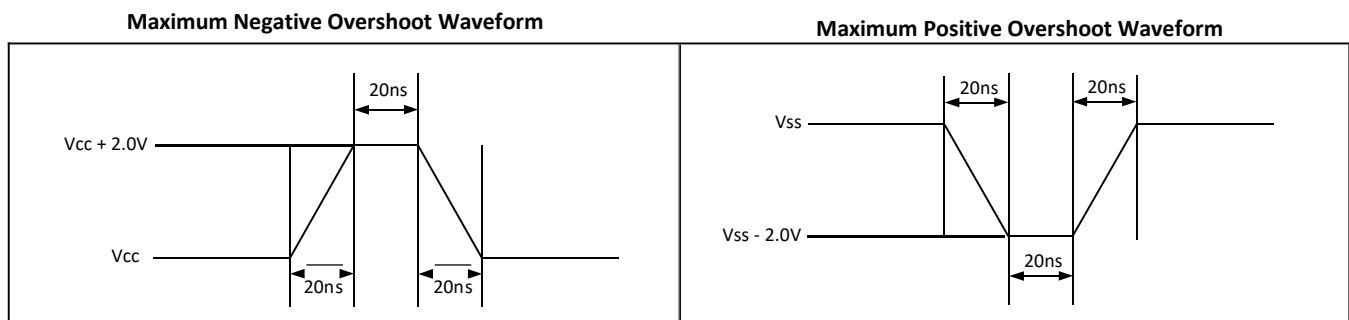 Maximum Negative Overshoot Waveform
20ns
Vcc + 2.0V
Vcc
20ns
20ns
Maximum Positive Overshoot Waveform
20ns
20ns
Vss
Vss - 2.0V
20ns